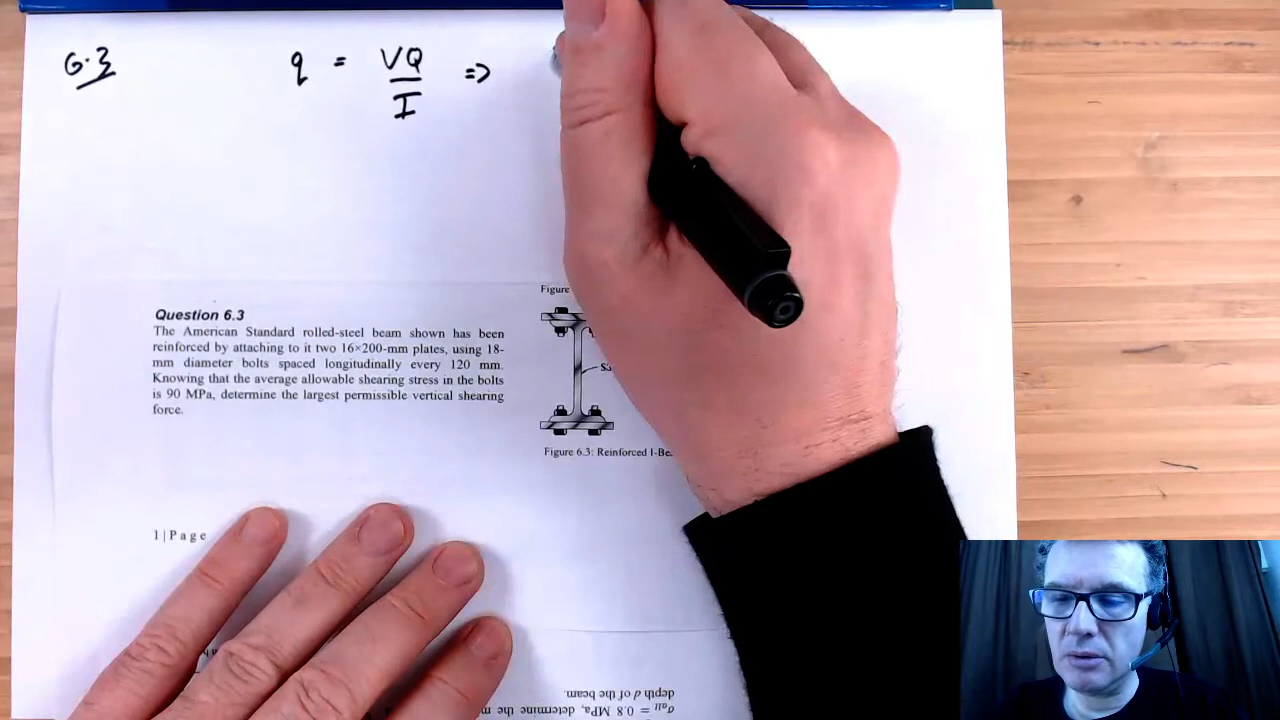 6.3 q = VQ/I =>
Figure
Question 6.3
The American Standard rolled-steel beam shown has been
reinforced by attaching to it two 16×200-mm plates, using 18-
mm diameter bolts spaced longitudinally every 120 mm.
Knowing that the average allowable shearing stress in the bolts
is 90 MPa, determine the largest permissible vertical shearing
force.
Figure 6.3: Reinforced I-Be
1|Page
depth d of the beam.
σall = 0.8 MPa, determine the m